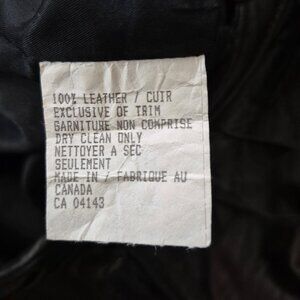 100% LEATHER / CUIR
EXCLUSIVE OF TRIM
GARNITURE NON COMPRISE
DRY CLEAN ONLY
NETTOYER A SEC
SEULEMENT
MADE IN / FABRIQUE AU
CANADA
CA 04143